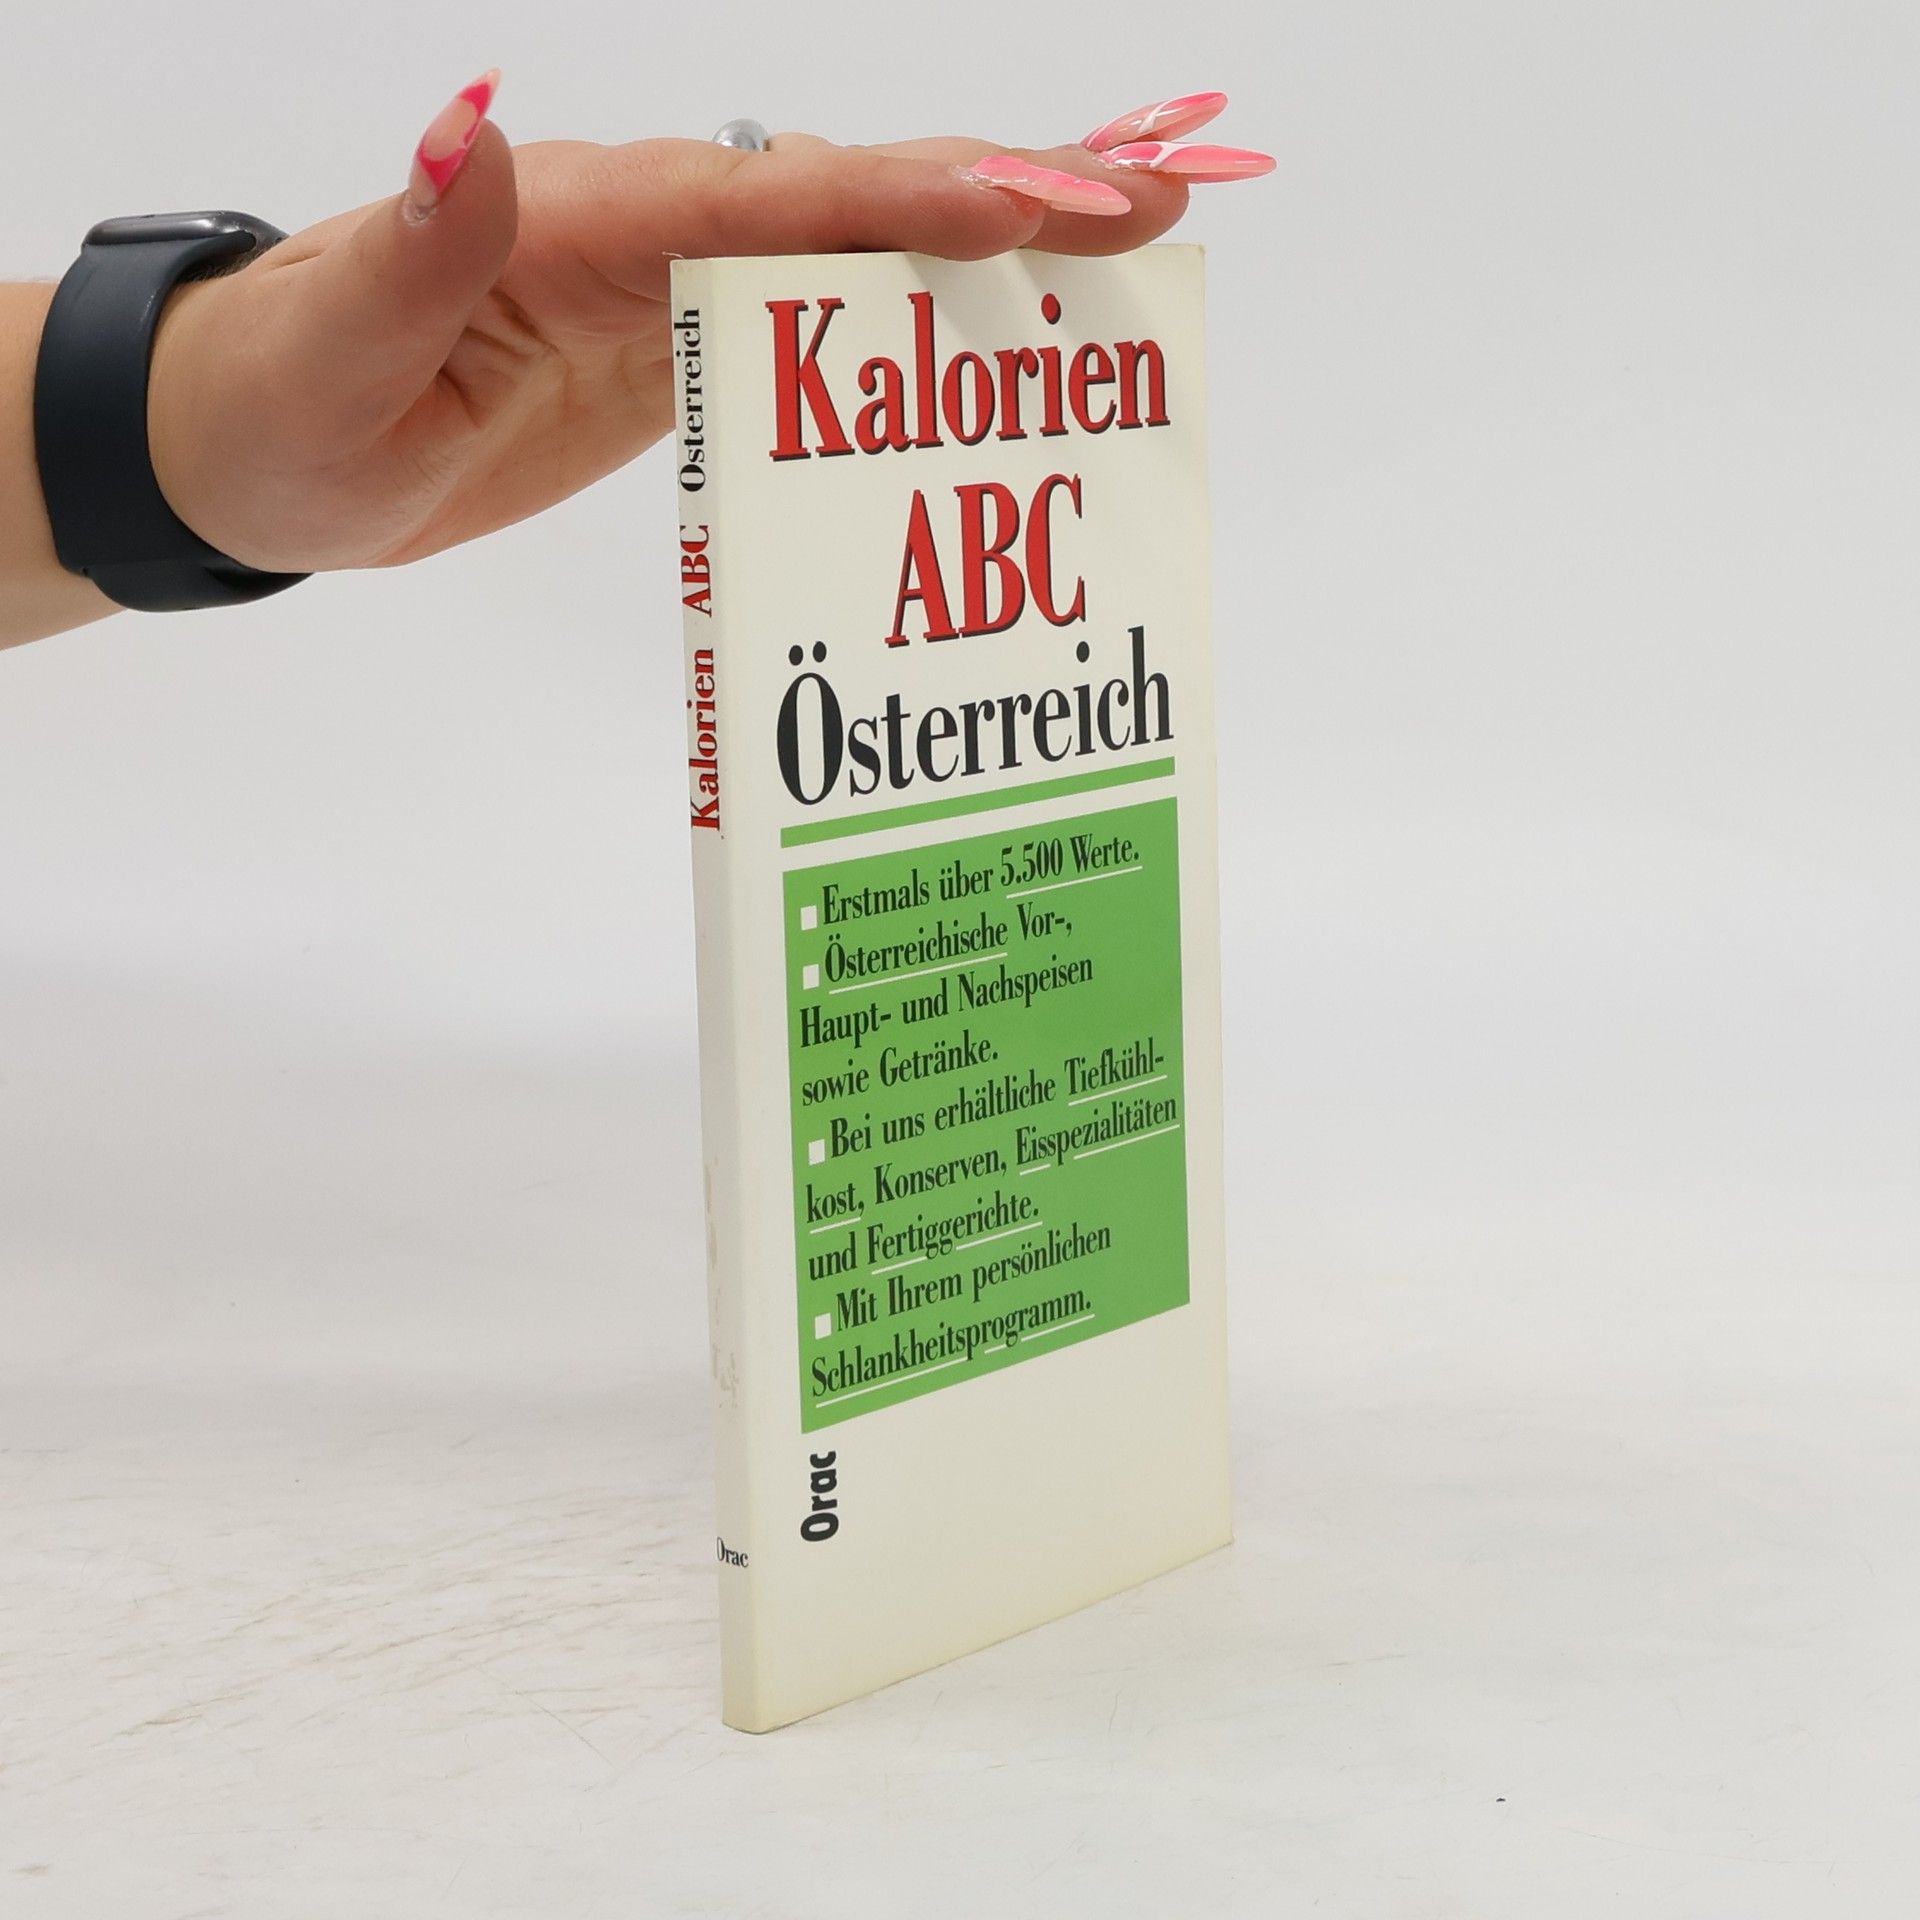 Kalorien
ABC
Österreich
Erstmals über 5.500 Werte.
Österreichische Vor-,
Haupt- und Nachspeisen
sowie Getränke.
Bei uns erhältliche Tiefkühl-
kost, Konserven, Eisspezialitäten
und Fertiggerichte.
Mit Ihrem persönlichen
Schlankheitsprogramm.
Orac
Kalorien ABC Österreich
Orac